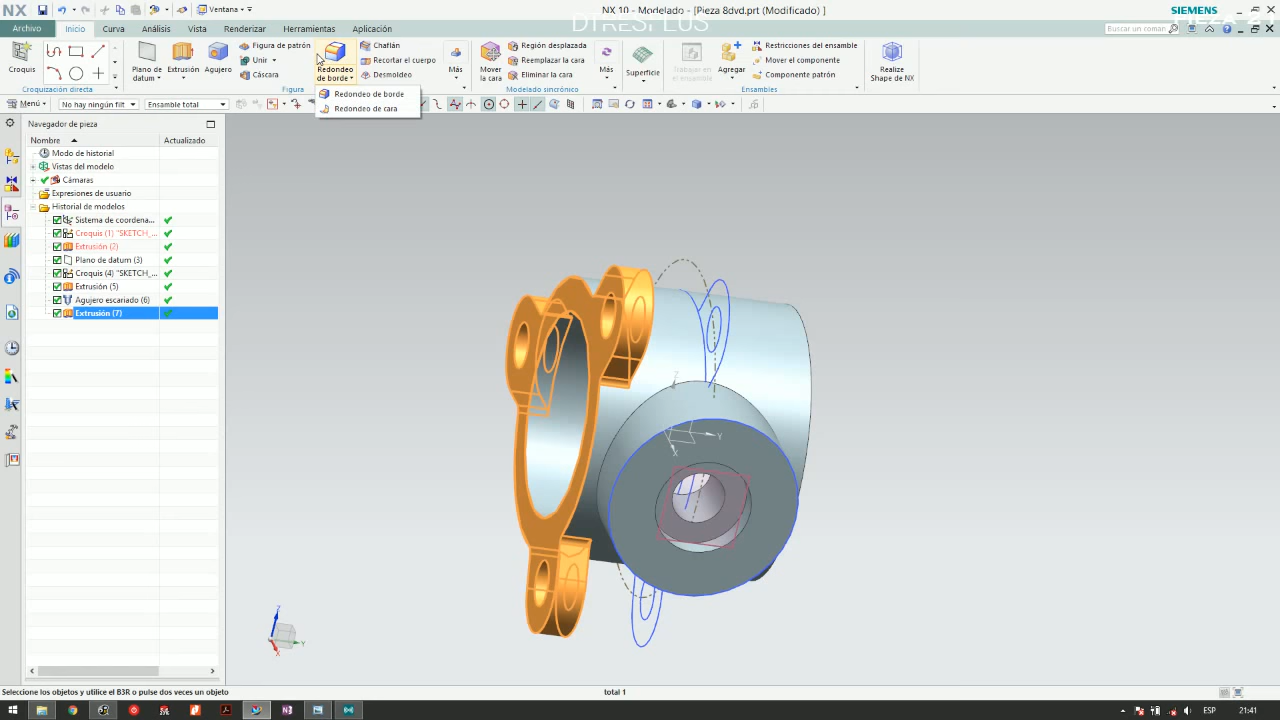 NX
Ventana
NX 10 - Modelado - [Pieza 8dvd.prt (Modificado) ]
DTRESPLUS
SIEMENS
PIEZA 21
Archivo
Inicio
Curva
Análisis
Vista
Renderizar
Herramientas
Aplicación
Buscar un coman
Croquis
Croquización directa
Plano de datum
Extrusión
Agujero
Figura de patrón
Unir
Cáscara
Figura
Redondeo de borde
Chaflán
Recortar el cuerpo
Desmoldeo
Más
Mover la cara
Región desplazada
Reemplazar la cara
Eliminar la cara
Modelado sincrónico
Más
Superficie
Trabajar en el ensamble
Agregar
Restricciones del ensamble
Mover el componente
Componente patrón
Ensambles
Realize Shape de NX
Redondeo de borde
Redondeo de cara
Menú
No hay ningún filt
Ensamble total
Navegador de pieza
Nombre
Actualizado
Modo de historial
Vistas del modelo
Cámaras
Expresiones de usuario
Historial de modelos
Sistema de coordena...
Croquis (1) "SKETCH_...
Extrusión (2)
Plano de datum (3)
Croquis (4) "SKETCH_...
Extrusión (5)
Agujero escariado (6)
Extrusión (7)
Z
Y
X
Z
Y
X
Seleccione los objetos y utilice el B3R o pulse dos veces un objeto
total 1
ESP
21:41